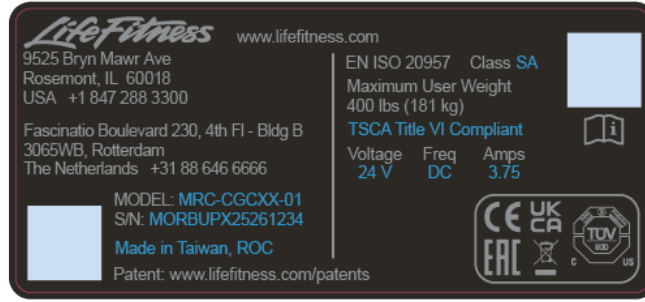 LifeFitness www.lifefitness.com
9525 Bryn Mawr Ave
Rosemont, IL 60018
USA +1 847 288 3300
Fascinatio Boulevard 230, 4th Fl - Bldg B
3065WB, Rotterdam
The Netherlands +31 88 646 6666
MODEL: MRC-CGCXX-01
S/N: MORBUPX25261234
Made in Taiwan, ROC
Patent: www.lifefitness.com/patents
EN ISO 20957 Class SA
Maximum User Weight
400 lbs (181 kg)
TSCA Title VI Compliant
Voltage Freq Amps
24 V DC 3.75
CE UK CA
EAC
TÜV
C US